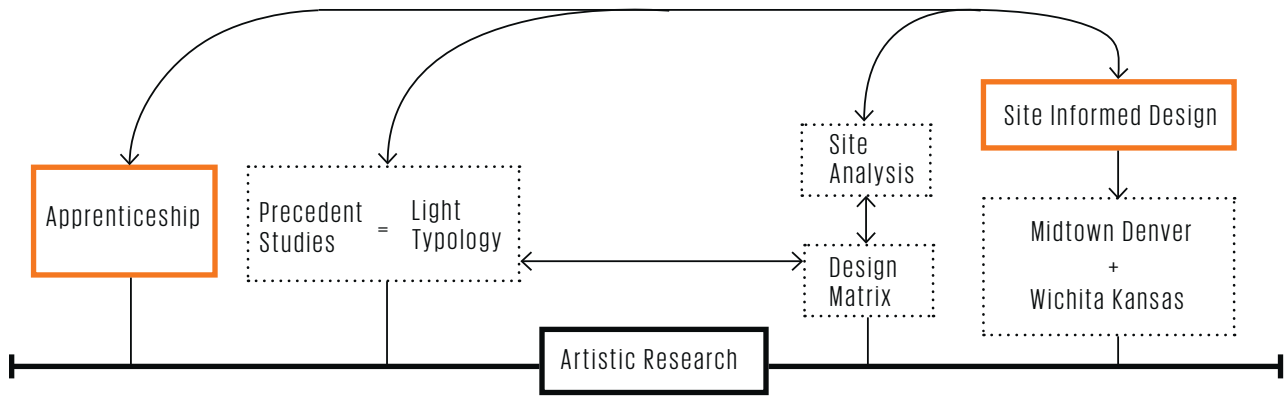 Apprenticeship
Precedent
Studies
=
Light
Typology
Site
Analysis
Design
Matrix
Site Informed Design
Midtown Denver
+
Wichita Kansas
Artistic Research